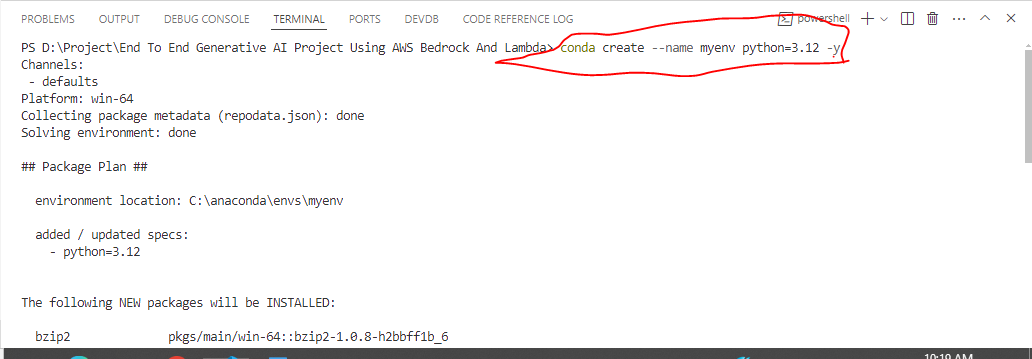 PROBLEMS OUTPUT DEBUG CONSOLE TERMINAL PORTS DEVDB CODE REFERENCE LOG powershell
PS D:\Project\End To End Generative AI Project Using AWS Bedrock And Lambda> conda create --name myenv python=3.12 -y
Channels:
 - defaults
Platform: win-64
Collecting package metadata (repodata.json): done
Solving environment: done
## Package Plan ##
  environment location: C:\anaconda\envs\myenv
  added / updated specs:
    - python=3.12
The following NEW packages will be INSTALLED:
  bzip2              pkgs/main/win-64::bzip2-1.0.8-h2bbff1b_6
10:19 AM